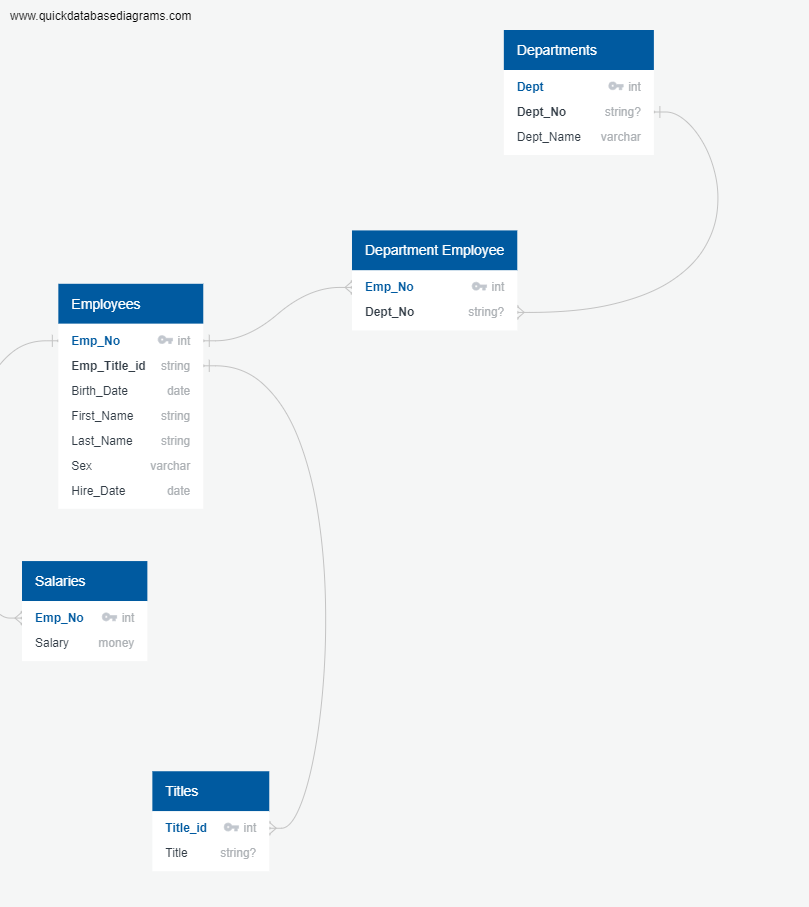 www.quickdatabasediagrams.com
Departments
Dept int
Dept_No string?
Dept_Name varchar
Department Employee
Emp_No int
Dept_No string?
Employees
Emp_No int
Emp_Title_id string
Birth_Date date
First_Name string
Last_Name string
Sex varchar
Hire_Date date
Salaries
Emp_No int
Salary money
Titles
Title_id int
Title string?